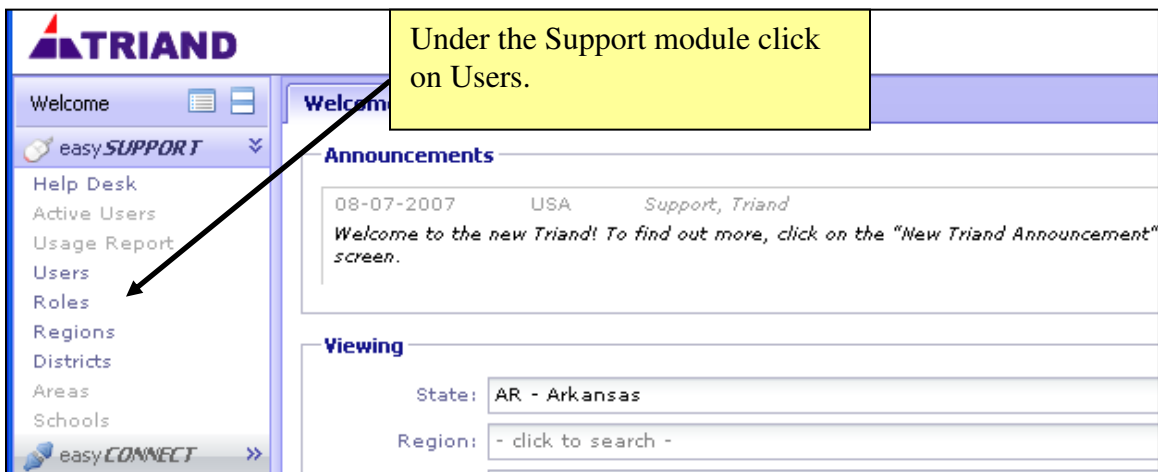 TRIAND
Under the Support module click
on Users.
Welcome
Welcome
easySUPPORT
Announcements
Help Desk
Active Users
Usage Report
Users
Roles
Regions
Districts
Areas
Schools
easyCONNECT
08-07-2007 USA Support, Triand
Welcome to the new Triand! To find out more, click on the "New Triand Announcement"
screen.
Viewing
State: AR - Arkansas
Region: - click to search -